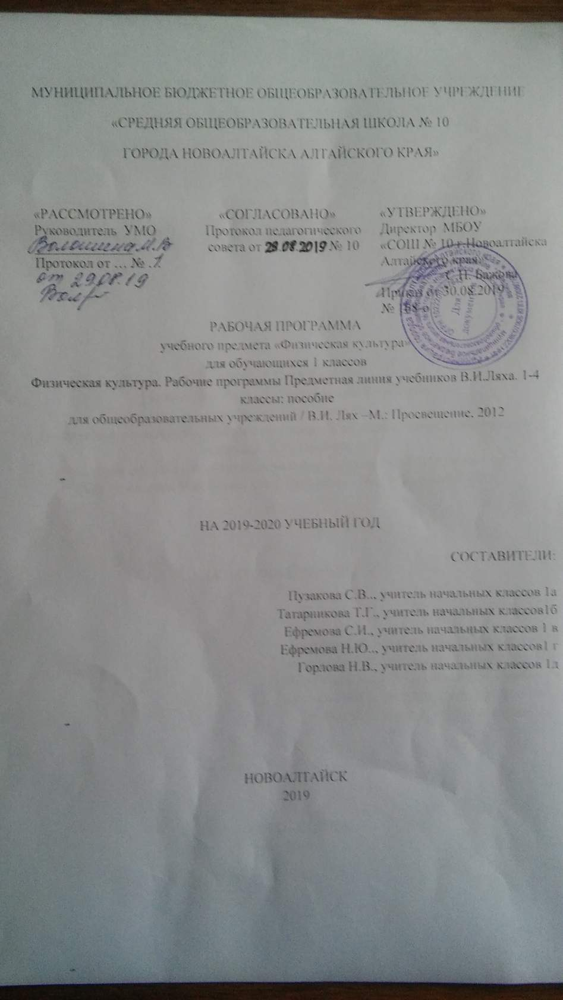 МУНИЦИПАЛЬНОЕ БЮДЖЕТНОЕ ОБЩЕОБРАЗОВАТЕЛЬНОЕ УЧРЕЖДЕНИЕ
«СРЕДНЯЯ ОБЩЕОБРАЗОВАТЕЛЬНАЯ ШКОЛА № 10
ГОРОДА НОВОАЛТАЙСКА АЛТАЙСКОГО КРАЯ»
«РАССМОТРЕНО»
Руководитель УМО
Волошина М.В
Протокол от ... № .1.
от 29.08.19
«СОГЛАСОВАНО»
Протокол педагогического
совета от 28.08.2019 № 10
«УТВЕРЖДЕНО»
Директор МБОУ
«СОШ № 10 г.Новоалтайска
Алтайского края»
С.Н. Бажова
Приказ от 30.08.2019
№ 168-о
Для
документов
РАБОЧАЯ ПРОГРАММА
учебного предмета «Физическая культура»
для обучающихся 1 классов
Физическая культура. Рабочие программы Предметная линия учебников В.И.Ляха. 1-4
классы: пособие
для общеобразовательных учреждений / В.И. Лях –М.: Просвещение, 2012
НА 2019-2020 УЧЕБНЫЙ ГОД
СОСТАВИТЕЛИ:
Пузакова С.В.., учитель начальных классов 1а
Татарникова Т.Г., учитель начальных классов1б
Ефремова С.И., учитель начальных классов 1 в
Ефремова Н.Ю.., учитель начальных классов1 г
Горлова Н.В., учитель начальных классов 1д
НОВОАЛТАЙСК
2019